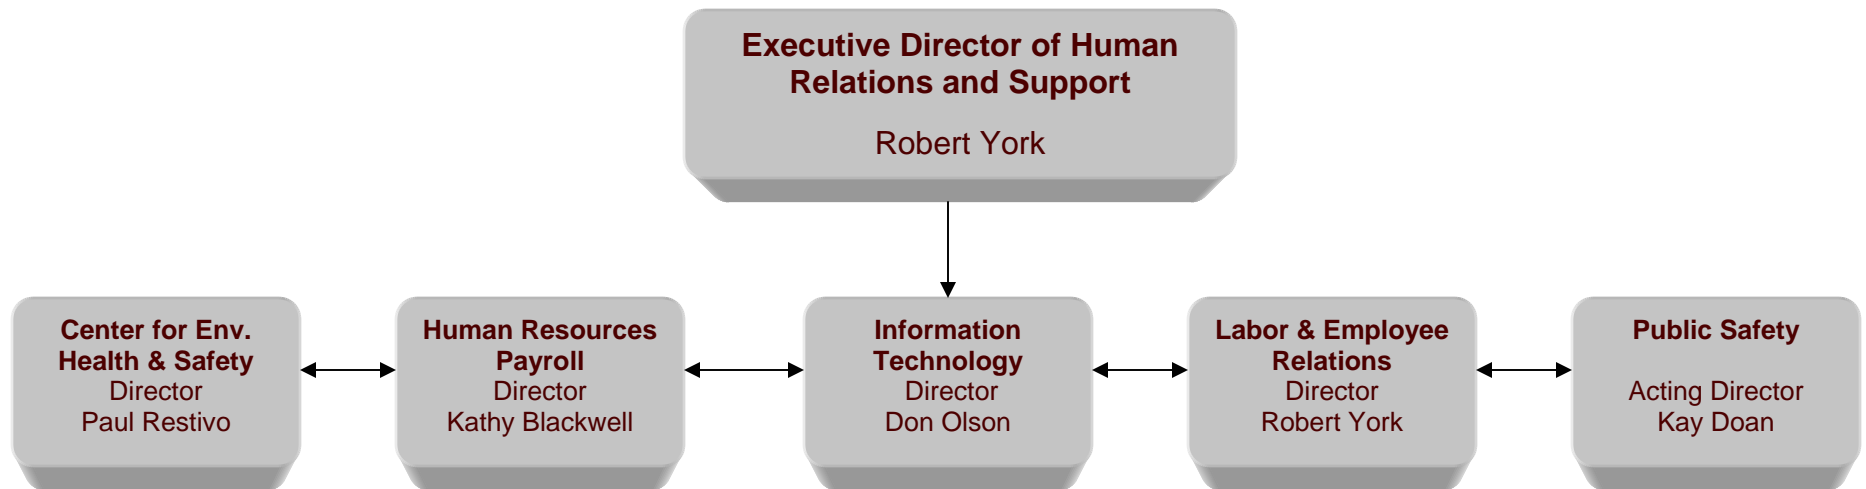 Executive Director of Human
Relations and Support
Robert York
Center for Env.
Health & Safety
Director
Paul Restivo
Human Resources
Payroll
Director
Kathy Blackwell
Information
Technology
Director
Don Olson
Labor & Employee
Relations
Director
Robert York
Public Safety
Acting Director
Kay Doan